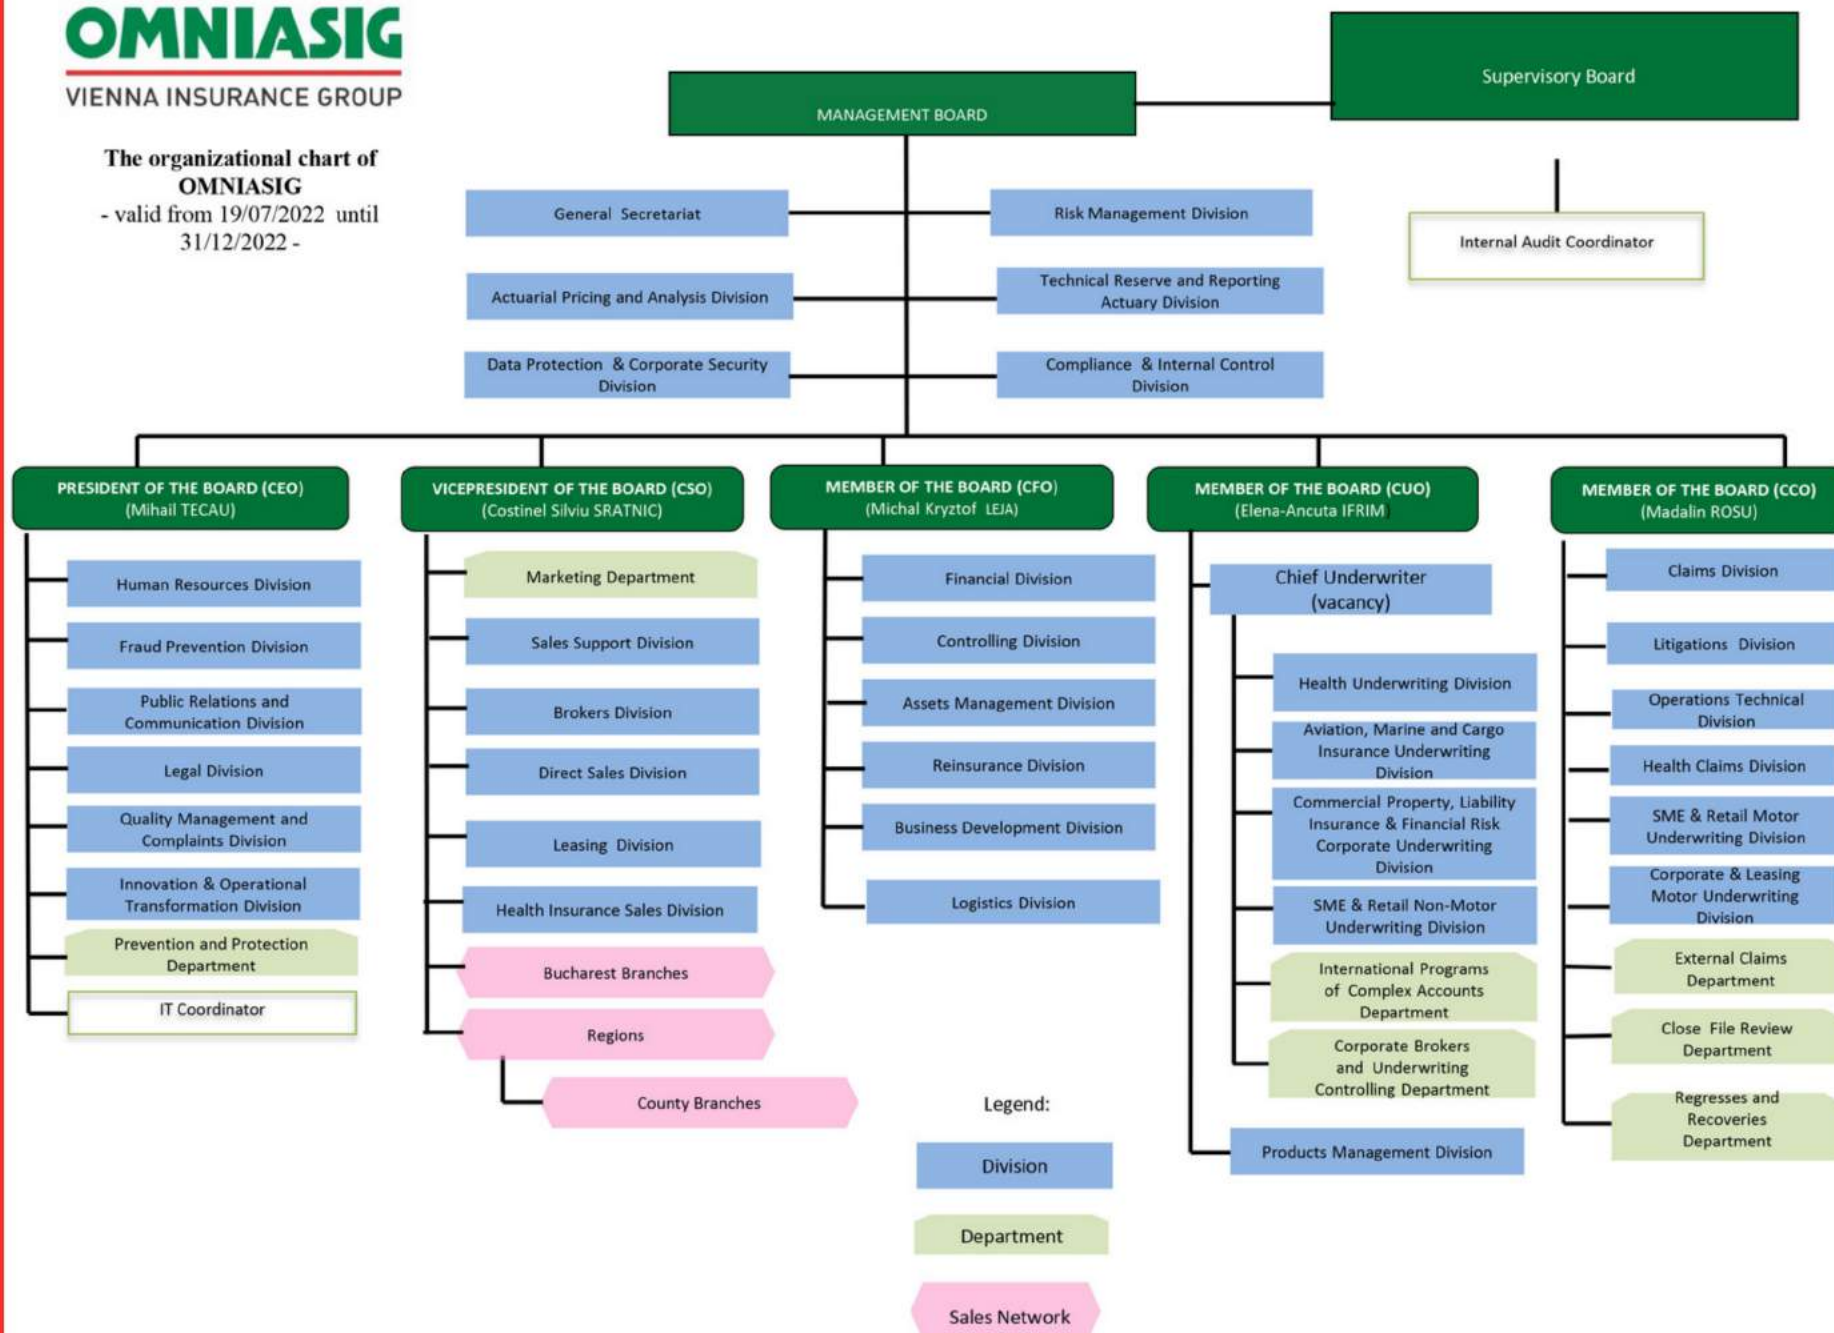 OMNIASIG
VIENNA INSURANCE GROUP
The organizational chart of
OMNIASIG
- valid from 19/07/2022 until
31/12/2022 -
MANAGEMENT BOARD
Supervisory Board
Internal Audit Coordinator
General Secretariat
Risk Management Division
Actuarial Pricing and Analysis Division
Technical Reserve and Reporting
Actuary Division
Data Protection & Corporate Security
Division
Compliance & Internal Control
Division
PRESIDENT OF THE BOARD (CEO)
(Mihail TECAU)
Human Resources Division
Fraud Prevention Division
Public Relations and
Communication Division
Legal Division
Quality Management and
Complaints Division
Innovation & Operational
Transformation Division
Prevention and Protection
Department
IT Coordinator
VICEPRESIDENT OF THE BOARD (CSO)
(Costinel Silviu SRATNIC)
Marketing Department
Sales Support Division
Brokers Division
Direct Sales Division
Leasing Division
Health Insurance Sales Division
Bucharest Branches
Regions
County Branches
MEMBER OF THE BOARD (CFO)
(Michal Kryztof LEJA)
Financial Division
Controlling Division
Assets Management Division
Reinsurance Division
Business Development Division
Logistics Division
MEMBER OF THE BOARD (CUO)
(Elena-Ancuta IFRIM)
Chief Underwriter
(vacancy)
Health Underwriting Division
Aviation, Marine and Cargo
Insurance Underwriting
Division
Commercial Property, Liability
Insurance & Financial Risk
Corporate Underwriting
Division
SME & Retail Non-Motor
Underwriting Division
International Programs
of Complex Accounts
Department
Corporate Brokers
and Underwriting
Controlling Department
Products Management Division
MEMBER OF THE BOARD (CCO)
(Madalin ROSU)
Claims Division
Litigations Division
Operations Technical
Division
Health Claims Division
SME & Retail Motor
Underwriting Division
Corporate & Leasing
Motor Underwriting
Division
External Claims
Department
Close File Review
Department
Regresses and
Recoveries
Department
Legend:
Division
Department
Sales Network